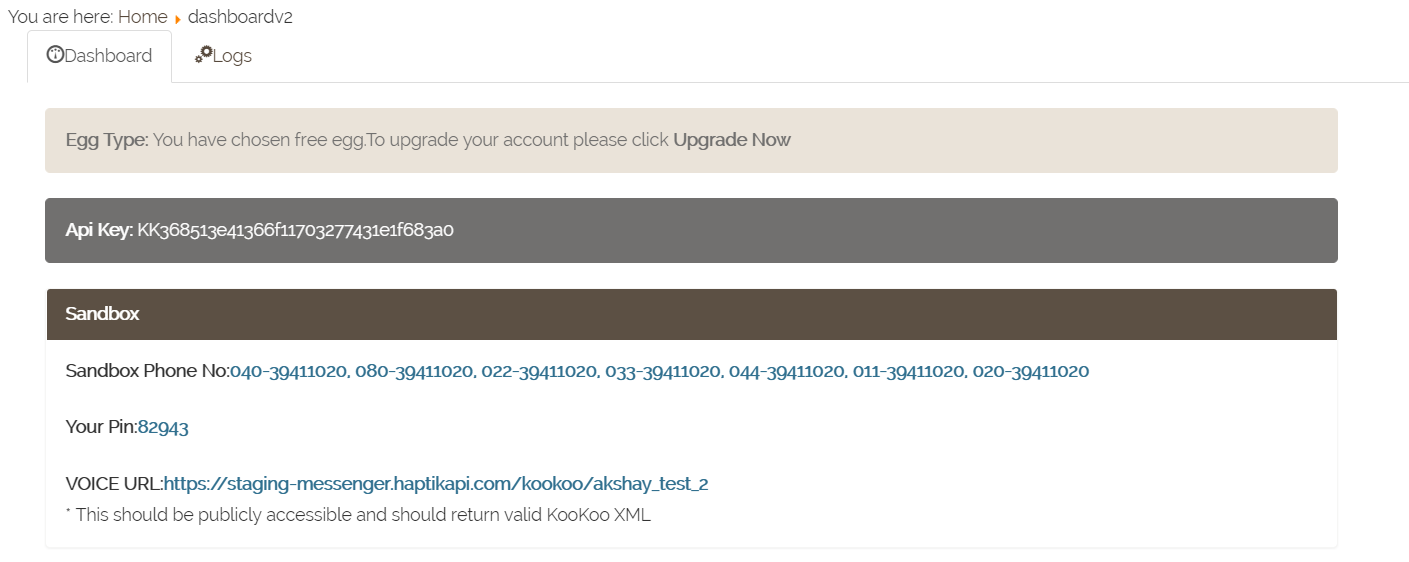 You are here: Home dashboardv2
Dashboard Logs
Egg Type: You have chosen free egg.To upgrade your account please click Upgrade Now
Api Key: KK368513e41366f11703277431e1f683a0
Sandbox
Sandbox Phone No:040-39411020, 080-39411020, 022-39411020, 033-39411020, 044-39411020, 011-39411020, 020-39411020
Your Pin:82943
VOICE URL:https://staging-messenger.haptikapi.com/kookoo/akshay_test_2
* This should be publicly accessible and should return valid KooKoo XML